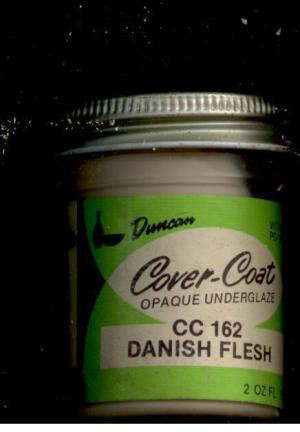 Duncan
Cover-Coat
OPAQUE UNDERGLAZE
CC 162
DANISH FLESH
2 OZ FL